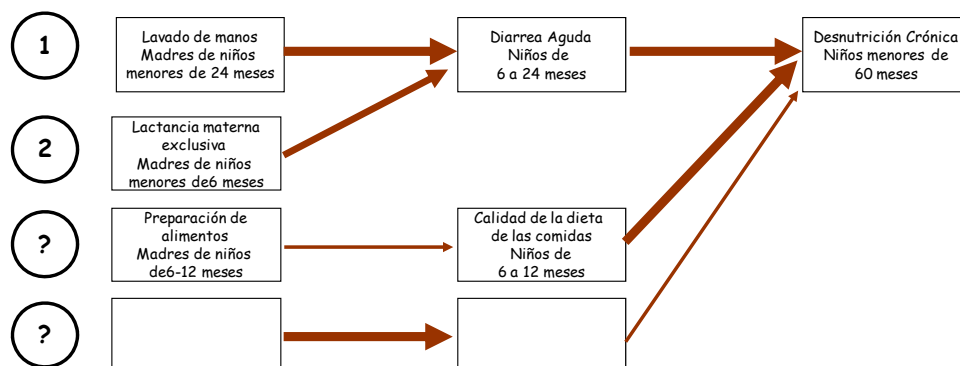 1
Lavado de manos
Madres de niños
menores de 24 meses
Diarrea Aguda
Niños de
6 a 24 meses
Desnutrición Crónica
Niños menores de
60 meses
2
Lactancia materna
exclusiva
Madres de niños
menores de6 meses
?
Preparación de
alimentos
Madres de niños
de6-12 meses
Calidad de la dieta
de las comidas
Niños de
6 a 12 meses
?